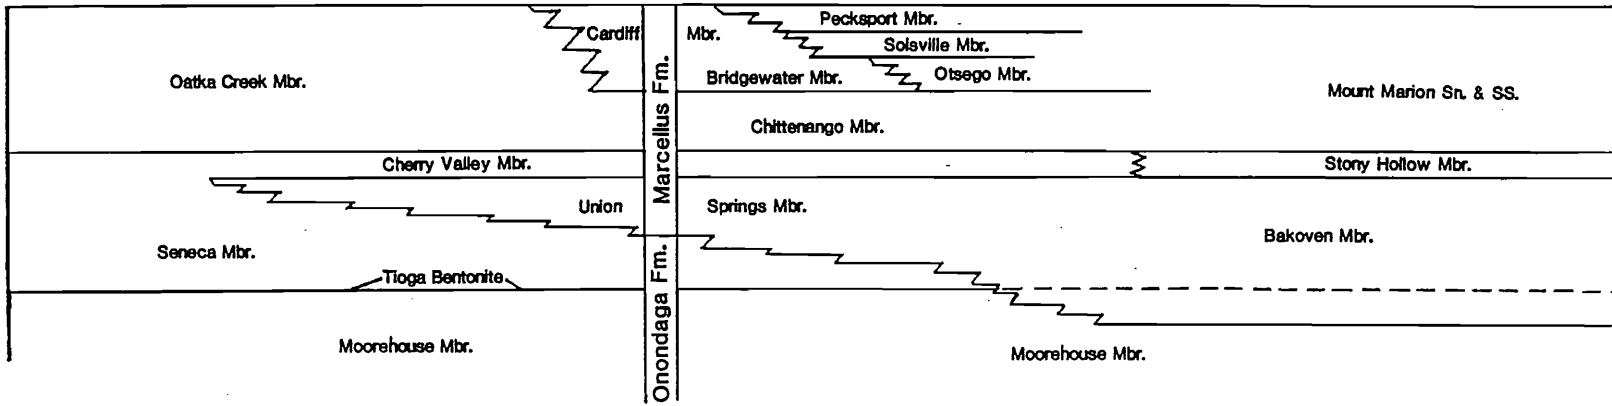 Pecksport Mbr.
Cardiff Mbr.
Solsville Mbr.
Oatka Creek Mbr.
Bridgewater Mbr.
Otsego Mbr.
Mount Marion Sn. & SS.
Chittenango Mbr.
Cherry Valley Mbr.
Stony Hollow Mbr.
Union Springs Mbr.
Bakoven Mbr.
Seneca Mbr.
Tioga Bentonite
Moorehouse Mbr.
Moorehouse Mbr.
Marcellus Fm.
Onondaga Fm.